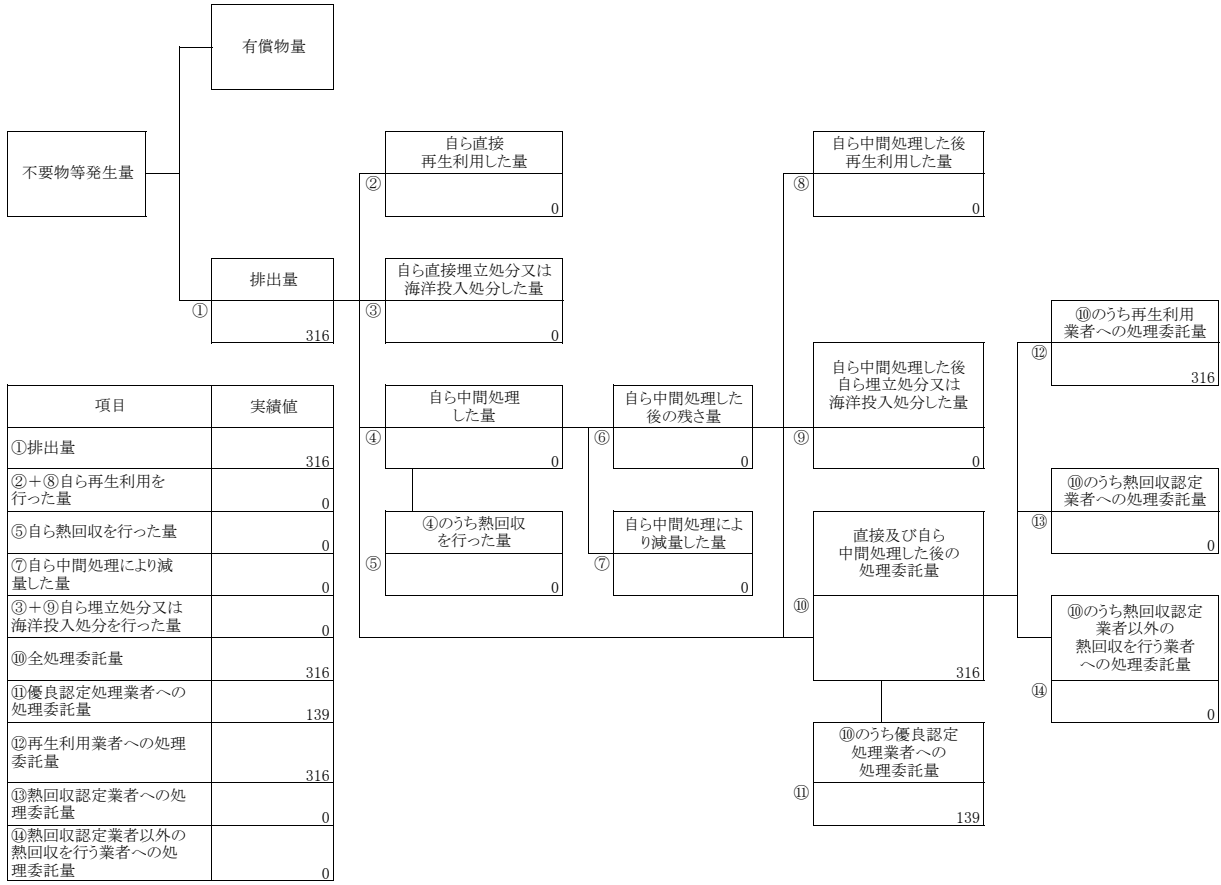 有償物量
不要物等発生量
排出量
①
316
自ら直接
再生利用した量
②
0
自ら直接埋立処分又は
海洋投入処分した量
③
0
自ら中間処理
した量
④
0
④のうち熱回収
を行った量
⑤
0
自ら中間処理した
後の残さ量
⑥
0
自ら中間処理によ
り減量した量
⑦
0
自ら中間処理した後
再生利用した量
⑧
0
自ら中間処理した後
自ら埋立処分又は
海洋投入処分した量
⑨
0
直接及び自ら
中間処理した後の
処理委託量
⑩
316
⑩のうち優良認定
処理業者への
処理委託量
⑪
139
⑩のうち再生利用
業者への処理委託量
⑫
316
⑩のうち熱回収認定
業者への処理委託量
⑬
0
⑩のうち熱回収認定
業者以外の
熱回収を行う業者
への処理委託量
⑭
0
項目 実績値
①排出量
316
②＋⑧自ら再生利用を
行った量
0
⑤自ら熱回収を行った量
0
⑦自ら中間処理により減
量した量
0
③＋⑨自ら埋立処分又は
海洋投入処分を行った量
0
⑩全処理委託量
316
⑪優良認定処理業者への
処理委託量
139
⑫再生利用業者への処理
委託量
316
⑬熱回収認定業者への処
理委託量
0
⑭熱回収認定業者以外の
熱回収を行う業者への処
理委託量
0